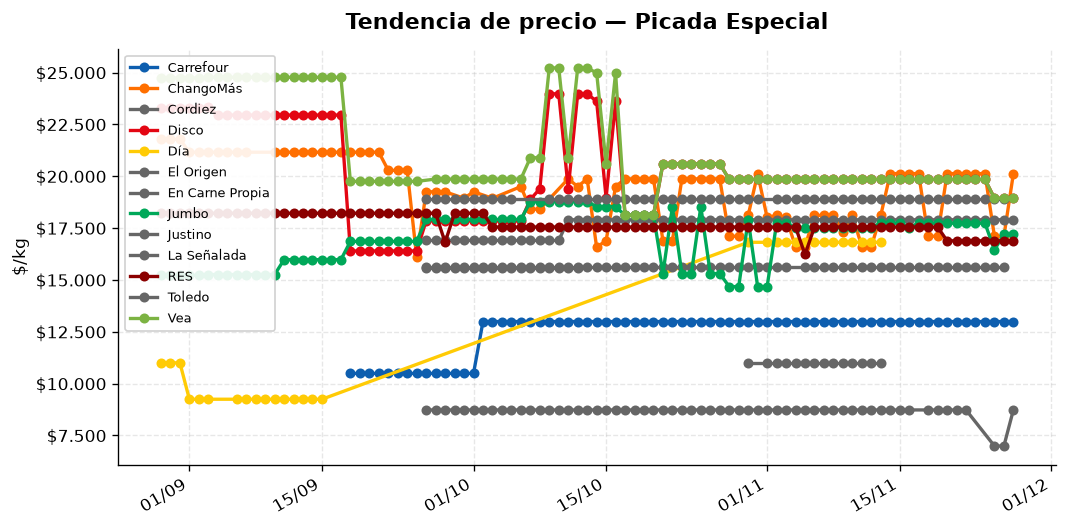 Tendencia de precio — Picada Especial
$/kg
$25.000
$22.500
$20.000
$17.500
$15.000
$12.500
$10.000
$7.500
Carrefour
ChangoMás
Cordiez
Disco
Día
El Origen
En Carne Propia
Jumbo
Justino
La Señalada
RES
Toledo
Vea
01/09
15/09
01/10
15/10
01/11
15/11
01/12